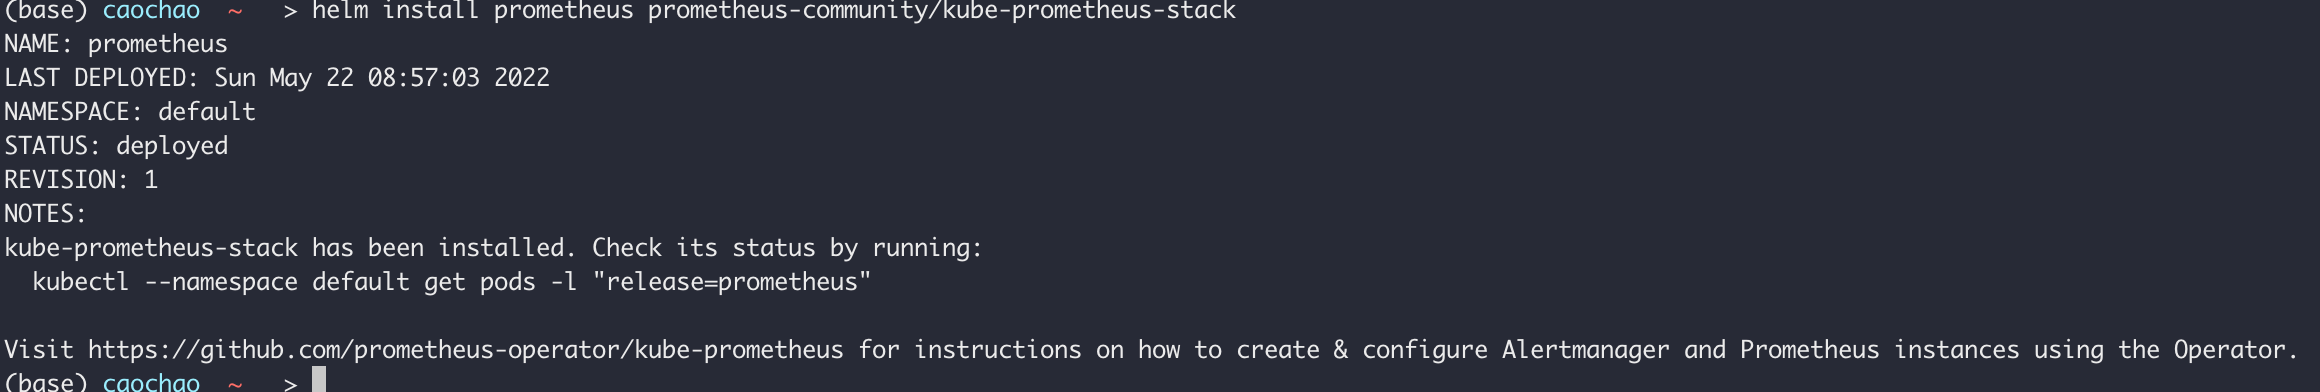 (base) caochao ~ > helm install prometheus prometheus-community/kube-prometheus-stack
NAME: prometheus
LAST DEPLOYED: Sun May 22 08:57:03 2022
NAMESPACE: default
STATUS: deployed
REVISION: 1
NOTES:
kube-prometheus-stack has been installed. Check its status by running:
  kubectl --namespace default get pods -l "release=prometheus"

Visit https://github.com/prometheus-operator/kube-prometheus for instructions on how to create & configure Alertmanager and Prometheus instances using the Operator.
(base) caochao ~ >